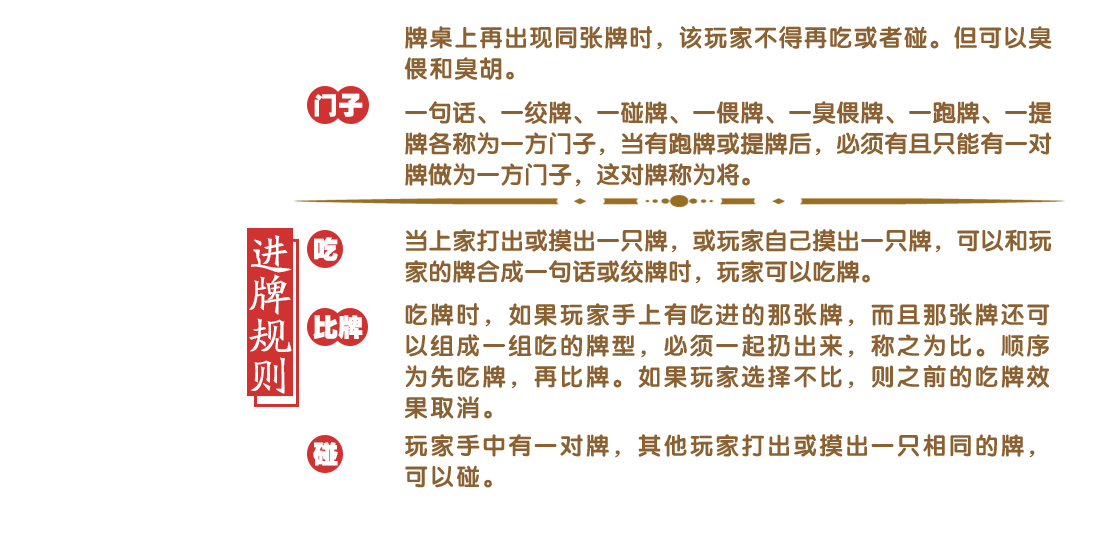 牌桌上再出现同张牌时，该玩家不得再吃或者碰。但可以臭
偎和臭胡。
门子
一句话、一绞牌、一碰牌、一偎牌、一臭偎牌、一跑牌、一提
牌各称为一方门子，当有跑牌或提牌后，必须有且只能有一对
牌做为一方门子，这对牌称为将。
进牌规则
吃
当上家打出或摸出一只牌，或玩家自己摸出一只牌，可以和玩
家的牌合成一句话或绞牌时，玩家可以吃牌。
比牌
吃牌时，如果玩家手上有吃进的那张牌，而且那张牌还可
以组成一组吃的牌型，必须一起扔出来，称之为比。顺序
为先吃牌，再比牌。如果玩家选择不比，则之前的吃牌效
果取消。
碰
玩家手中有一对牌，其他玩家打出或摸出一只相同的牌，
可以碰。